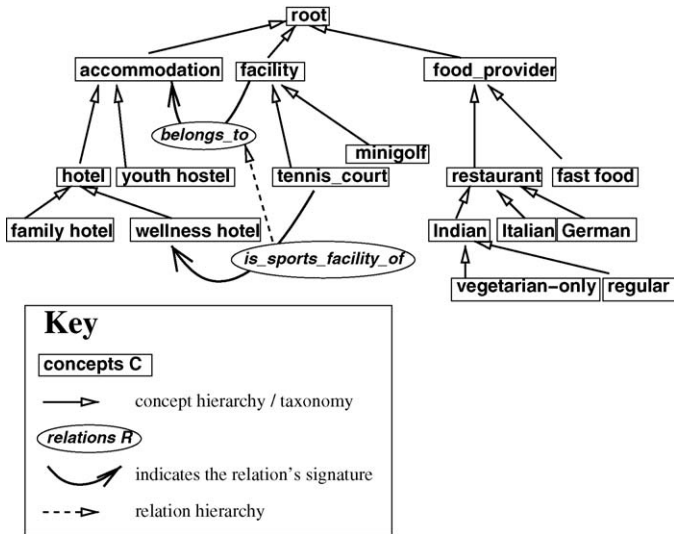 root
accommodation facility food_provider
belongs_to
minigolf
hotel youth hostel tennis_court restaurant fast food
family hotel wellness hotel Indian Italian German
is_sports_facility_of
vegetarian-only regular
Key
concepts C
concept hierarchy / taxonomy
relations R
indicates the relation's signature
relation hierarchy